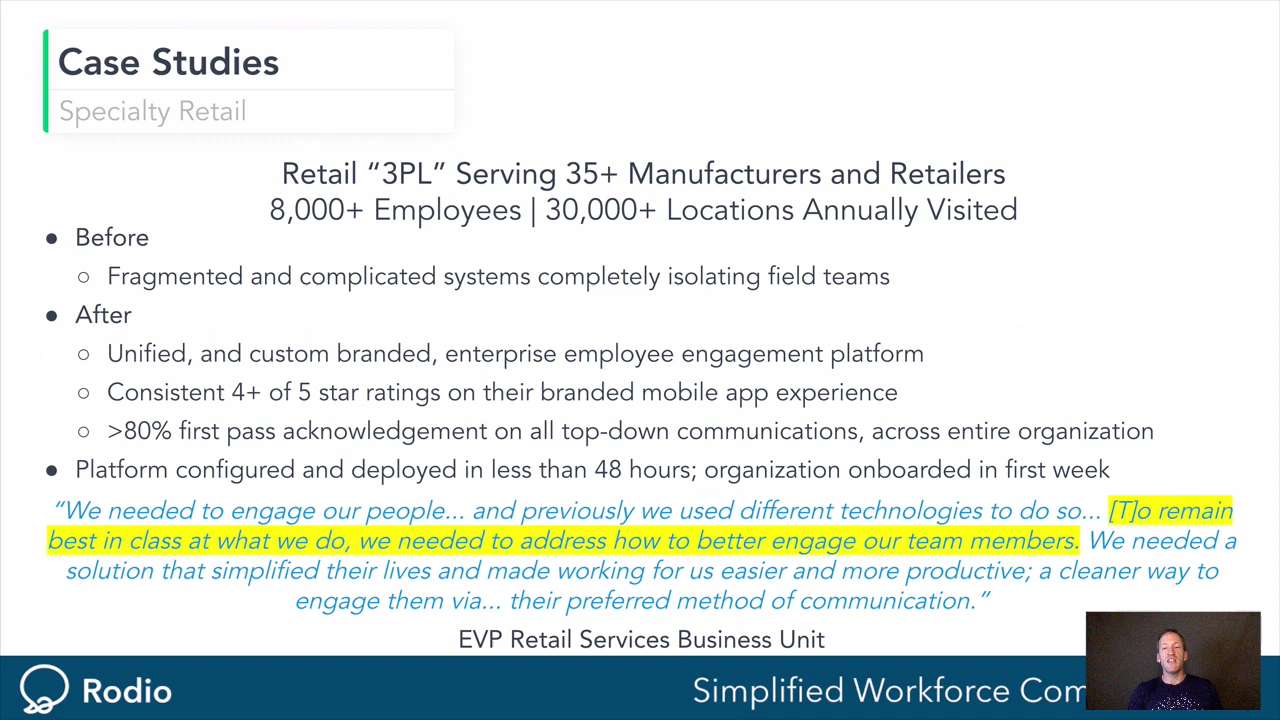 Case Studies
Specialty Retail
Retail “3PL” Serving 35+ Manufacturers and Retailers
8,000+ Employees | 30,000+ Locations Annually Visited
● Before
○ Fragmented and complicated systems completely isolating field teams
● After
○ Unified, and custom branded, enterprise employee engagement platform
○ Consistent 4+ of 5 star ratings on their branded mobile app experience
○ >80% first pass acknowledgement on all top-down communications, across entire organization
● Platform configured and deployed in less than 48 hours; organization onboarded in first week
“We needed to engage our people... and previously we used different technologies to do so... [T]o remain
best in class at what we do, we needed to address how to better engage our team members. We needed a
solution that simplified their lives and made working for us easier and more productive; a cleaner way to
engage them via... their preferred method of communication.”
EVP Retail Services Business Unit
Rodio
Simplified Workforce Com